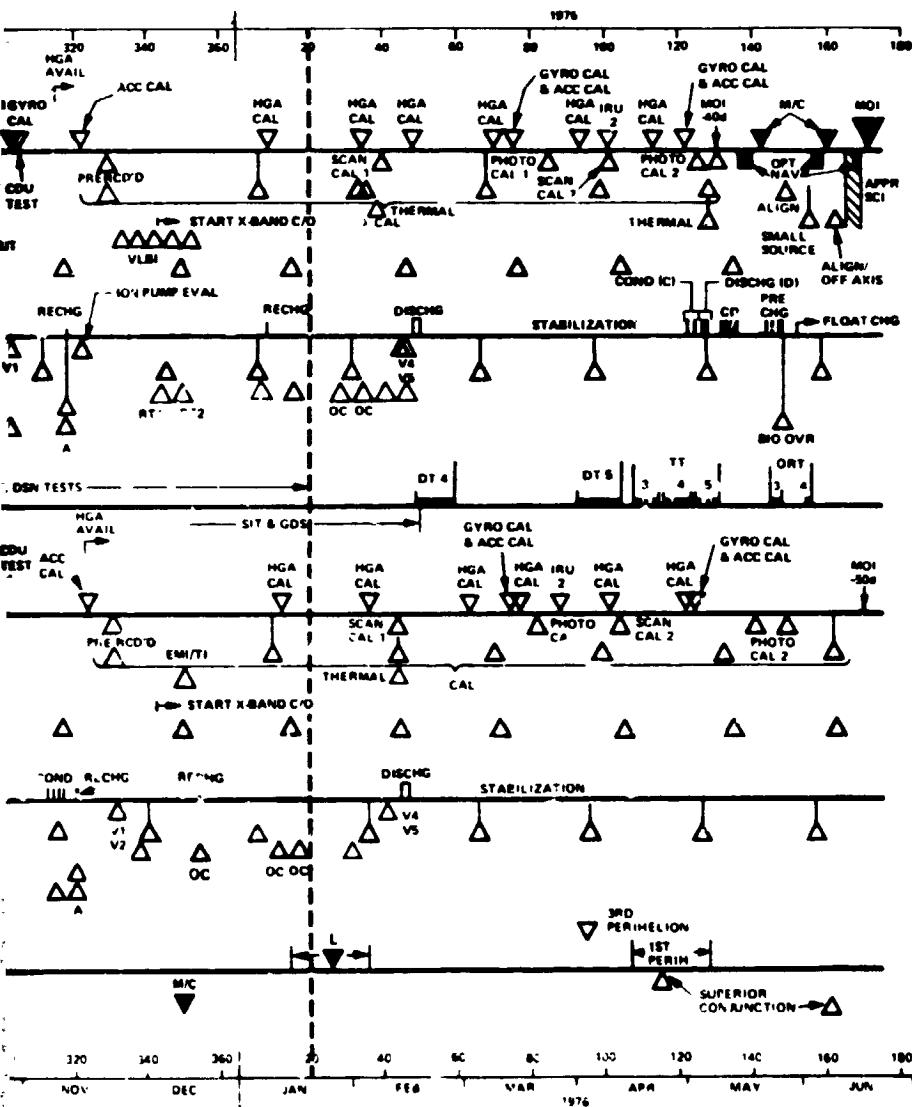 1976
320 340 360 20 40 60 80 100 120 140 160 180
HGA
AVAIL
ACC CAL
GYRO
CAL
HGA
CAL
HGA
CAL
HGA
CAL
HGA
CAL
GYRO CAL
& ACC CAL
HGA
CAL
IRU
2
HGA
CAL
GYRO CAL
& ACC CAL
MOI
-40d
M/C
MOI
CDU
TEST
PRE RCD'D
SCAN
CAL 1
PHOTO
CAL 1
SCAN
PHOTO
CAL 2
OPT
NAV
APPR
SCI
THERMAL
CAL
THERMAL
ALIGN
SMALL
SOURCE
ALIGN/
OFF AXIS
START X-BAND C/O
VLBI
COND (C)
DISCHG (D)
PRE
CHG
FLOAT CHG
RECHG
ION PUMP EVAL
RECHG
DISCHG
STABILIZATION
V1
V4
V5
OC OC
A
BIO OVR
DSN TESTS
DT 4
DT 5
TT
3 4 5
ORT
3 4
SIT & GDS
HGA
AVAIL
CDU
TEST
ACC
CAL
HGA
CAL
HGA
CAL
HGA
CAL
GYRO CAL
& ACC CAL
HGA
CAL
IRU
2
HGA
CAL
HGA
CAL
GYRO CAL
& ACC CAL
MOI
-50d
PRE RCD'D
SCAN
CAL 1
PHOTO
SCAN
CAL 2
PHOTO
CAL 2
EMI/TI
THERMAL
CAL
START X-BAND C/O
COND RECHG
DISCHG
STABILIZATION
V1
V2
V4
V5
OC
OC OC
A
3RD
PERIHELION
L
1ST
PERIH
M/C
SUPERIOR
CONJUNCTION
320 340 360 20 40 100 120 140 160 180
NOV DEC JAN FEB MAR APR MAY JUN
1976